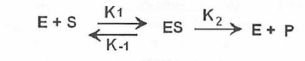 E + S K1 K-1 ES K2 E + P